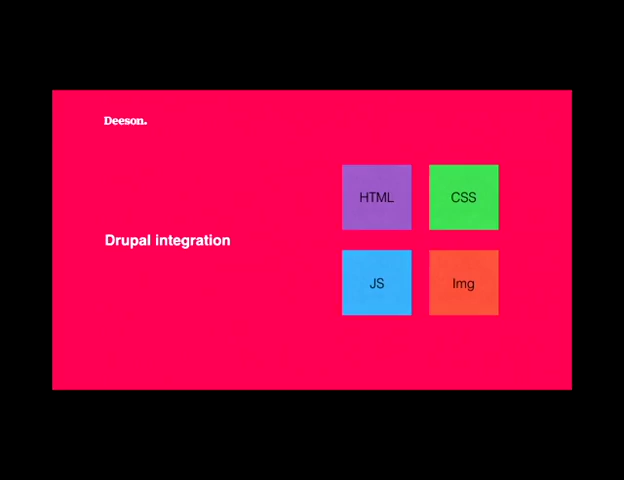 Deeson.
Drupal integration
HTML
CSS
JS
Img